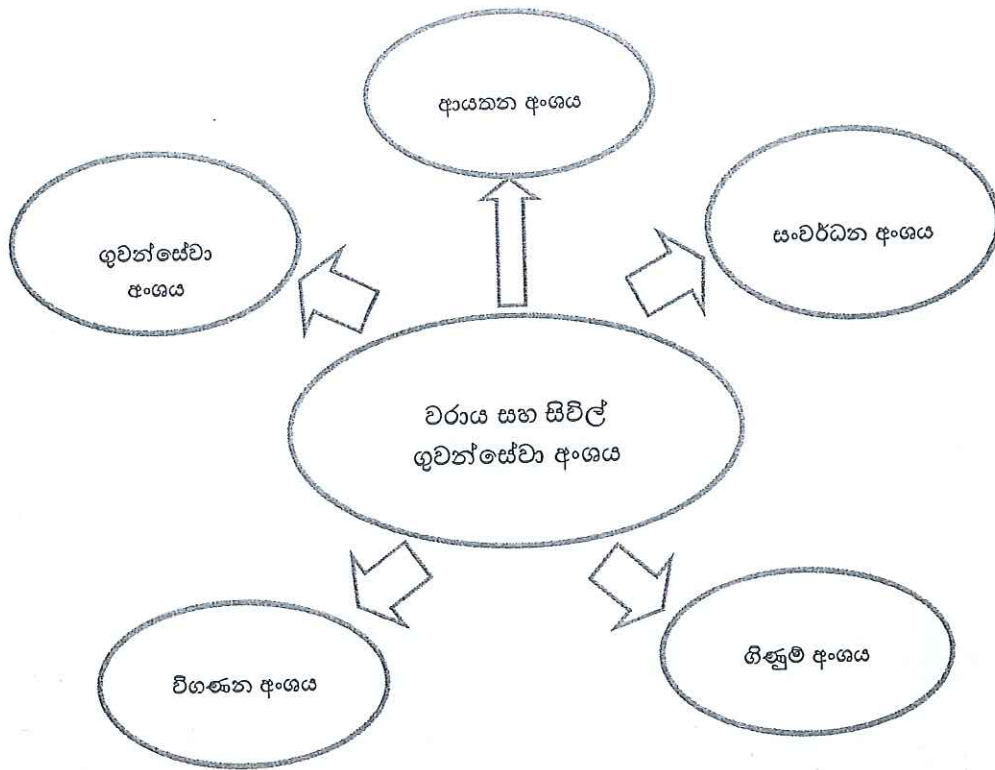 ආයතන අංශය
ගුවන්සේවා
අංශය
සංවර්ධන අංශය
වරාය සහ සිවිල්
ගුවන්සේවා අංශය
විගණන අංශය
ගිණුම් අංශය